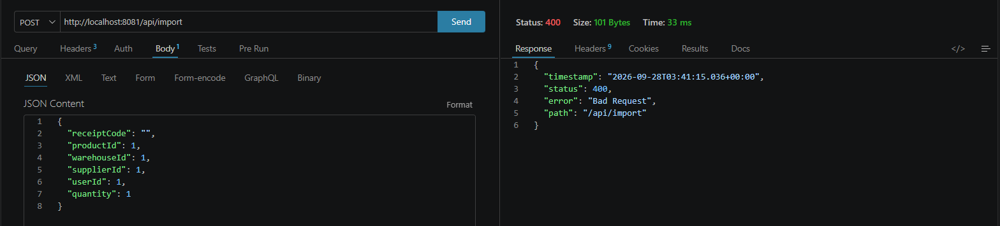 POST http://localhost:8081/api/import Send
Query Headers 3 Auth Body 1 Tests Pre Run
JSON XML Text Form Form-encode GraphQL Binary
JSON Content Format
1 {
2 "receiptCode": "",
3 "productId": 1,
4 "warehouseId": 1,
5 "supplierId": 1,
6 "userId": 1,
7 "quantity": 1
8 }
Status: 400 Size: 101 Bytes Time: 33 ms
Response Headers 9 Cookies Results Docs </>
1 {
2 "timestamp": "2026-09-28T03:41:15.036+00:00",
3 "status": 400,
4 "error": "Bad Request",
5 "path": "/api/import"
6 }